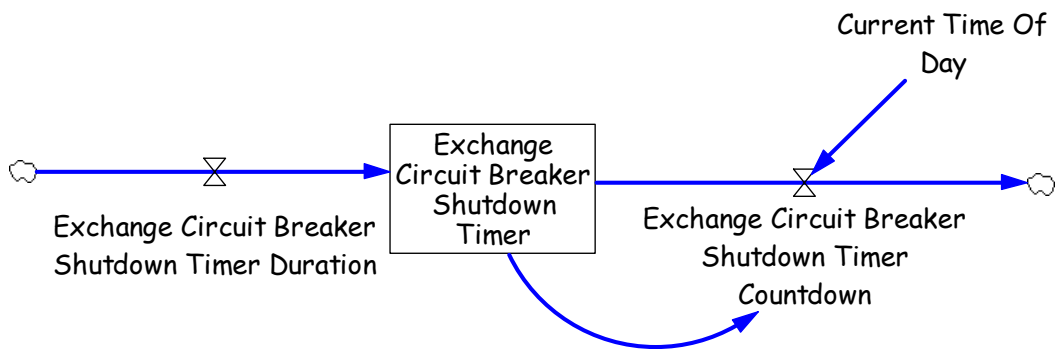 Current Time Of
Day
Exchange
Circuit Breaker
Shutdown
Timer
Exchange Circuit Breaker
Shutdown Timer Duration
Exchange Circuit Breaker
Shutdown Timer
Countdown